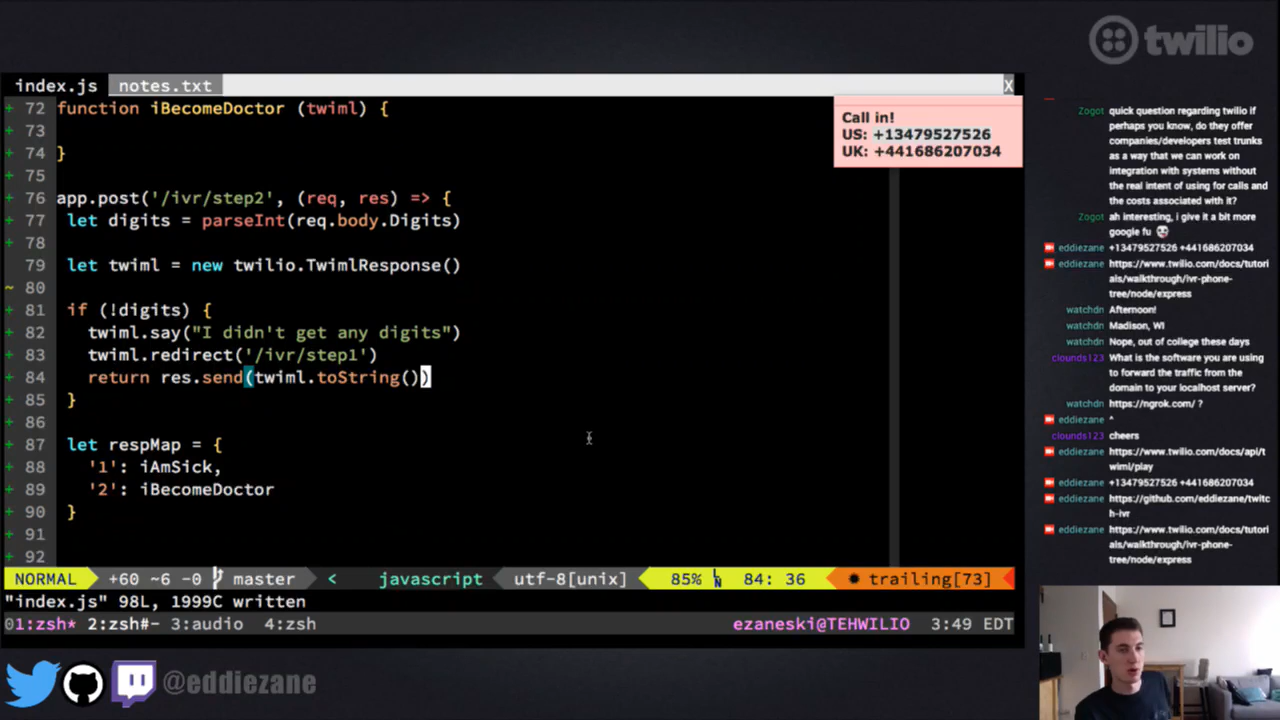 twilio
index.js notes.txt X
72 function iBecomeDoctor (twiml) {
73
74 }
75
76 app.post('/ivr/step2', (req, res) => {
77 let digits = parseInt(req.body.Digits)
78
79 let twiml = new twilio.TwimlResponse()
~ 80
81 if (!digits) {
+ 82 twiml.say("I didn't get any digits")
+ 83 twiml.redirect('/ivr/step1')
+ 84 return res.send(twiml.toString())
+ 85 }
+ 86
+ 87 let respMap = {
+ 88 '1': iAmSick,
+ 89 '2': iBecomeDoctor
+ 90 }
+ 91
+ 92
Call in!
US: +13479527526
UK: +441686207034
NORMAL +60 ~6 -0 master < javascript utf-8[unix] 85% LN 84: 36 trailing[73]
"index.js" 98L, 1999C written
01:zsh* 2:zsh#- 3:audio 4:zsh ezaneski@TEHWILIO 3:49 EDT
@eddiezane
Zogot quick question regarding twilio if
perhaps you know, do they offer
companies/developers test trunks
as a way that we can work on
integration with systems without
the real intent of using for calls and
the costs associated with it?
Zogot ah interesting, i give it a bit more
google fu
eddiezane +13479527526 +441686207034
eddiezane https://www.twilio.com/docs/tutori
als/walkthrough/ivr-phone-
tree/node/express
watchdn Afternoon!
watchdn Madison, WI
watchdn Nope, out of college these days
clounds123 What is the software you are using
to forward the traffic from the
domain to your localhost server?
watchdn https://ngrok.com/ ?
eddiezane ^
clounds123 cheers
eddiezane https://www.twilio.com/docs/api/t
wiml/play
eddiezane +13479527526 +441686207034
eddiezane https://github.com/eddiezane/twitc
h-ivr
eddiezane https://www.twilio.com/docs/tutori
als/walkthrough/ivr-phone-
tree/node/express